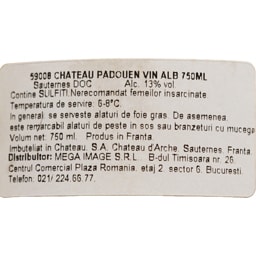 59008 CHATEAU PADOUEN VIN ALB 750ML
Sauternes DOC Alc. 13% vol.
Contine SULFITI.Nerecomandat femeilor insarcinate.
Temperatura de servire: 6-8°C.
In general, se serveste alaturi de foie gras. De asemenea,
este remarcabil alaturi de peste in sos sau branzeturi cu mucega
Volum net. 750 ml. Produs in Franta.
Imbuteliat in Chateau. S.A. Chateau d'Arche. Sauternes. Franta
Distribuitor: MEGA IMAGE S.R.L. B-dul Timisoara nr. 26.
Centrul Comercial Plaza Romania. etaj 2. sector 6. Bucuresti.
Telefon: 021/ 224.66.77.